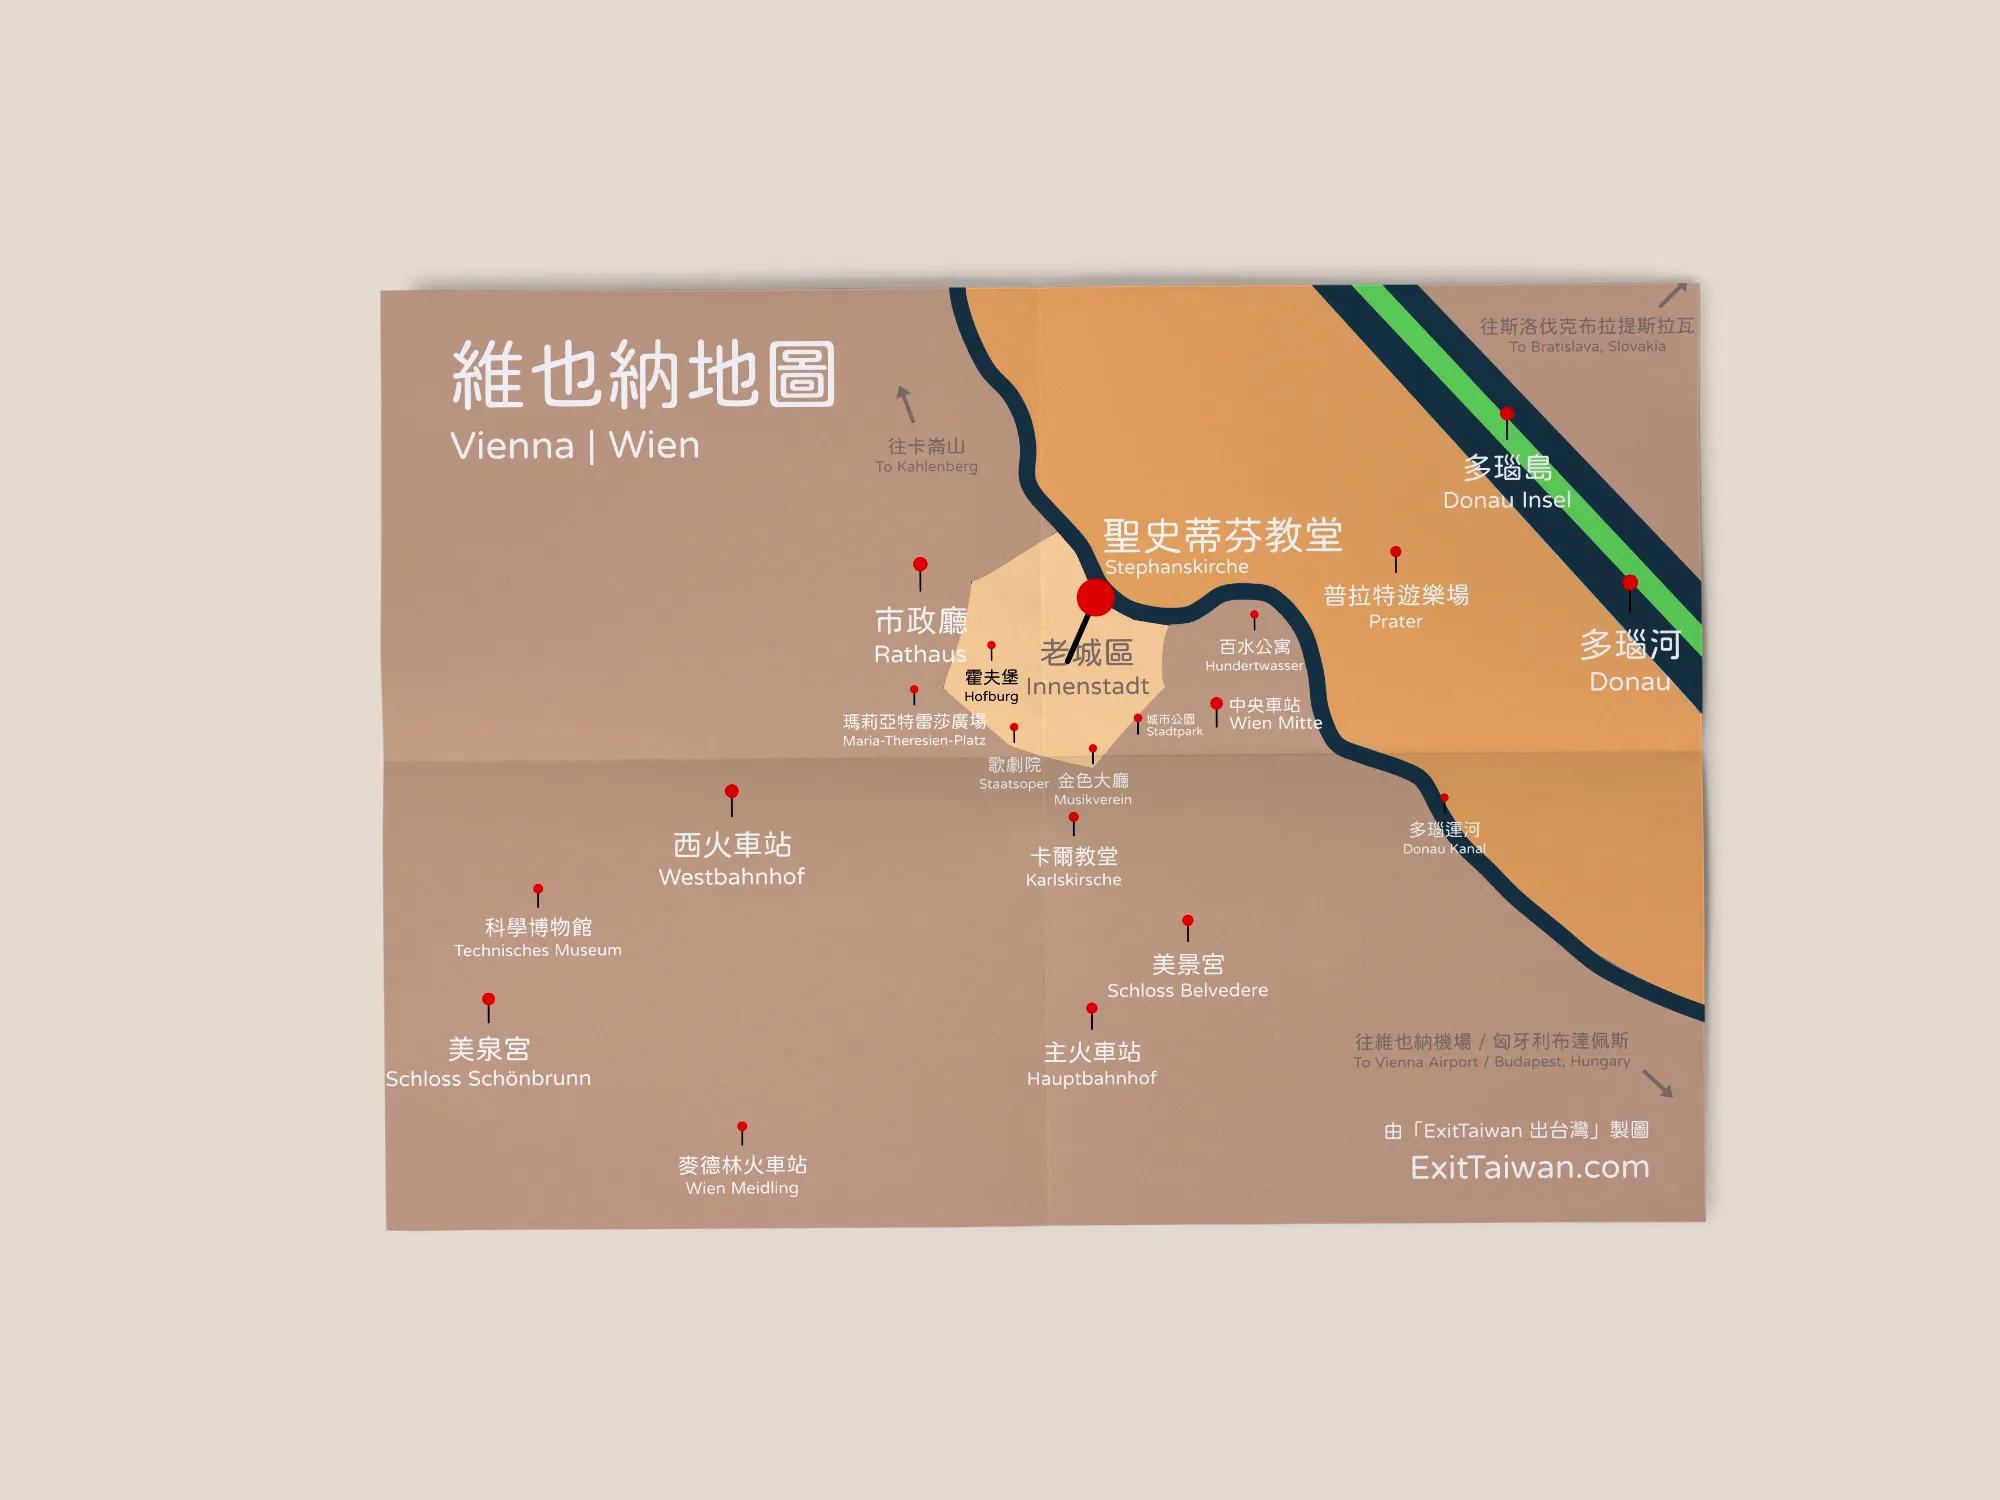 維也納地圖
Vienna | Wien
往卡崙山
To Kahlenberg
往斯洛伐克布拉提斯拉瓦
To Bratislava, Slovakia
多瑙島
Donau Insel
聖史蒂芬教堂
Stephanskirche
普拉特遊樂場
Prater
市政廳
Rathaus
多瑙河
Donau
老城區
Innenstadt
霍夫堡
Hofburg
百水公寓
Hundertwasser
瑪莉亞特雷莎廣場
Maria-Theresien-Platz
城市公園
Stadtpark
中央車站
Wien Mitte
歌劇院
Staatsoper
金色大廳
Musikverein
西火車站
Westbahnhof
卡爾教堂
Karlskirsche
多瑙運河
Donau Kanal
科學博物館
Technisches Museum
美景宮
Schloss Belvedere
美泉宮
Schloss Schönbrunn
主火車站
Hauptbahnhof
往維也納機場 / 匈牙利布達佩斯
To Vienna Airport / Budapest, Hungary
麥德林火車站
Wien Meidling
由「ExitTaiwan 出台灣」製圖
ExitTaiwan.com